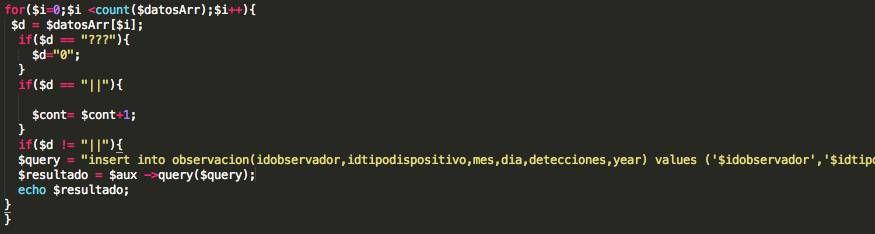 for($i=0;$i <count($datosArr);$i++){
$d = $datosArr[$i];
if($d == "???"){
$d="0";
}
if($d == "||"){
$cont= $cont+1;
}
if($d != "||"){
$query = "insert into observacion(idobservador,idtipodispositivo,mes,dia,detecciones,year) values ('$idobservador','$idtip
$resultado = $aux ->query($query);
echo $resultado;
}
}